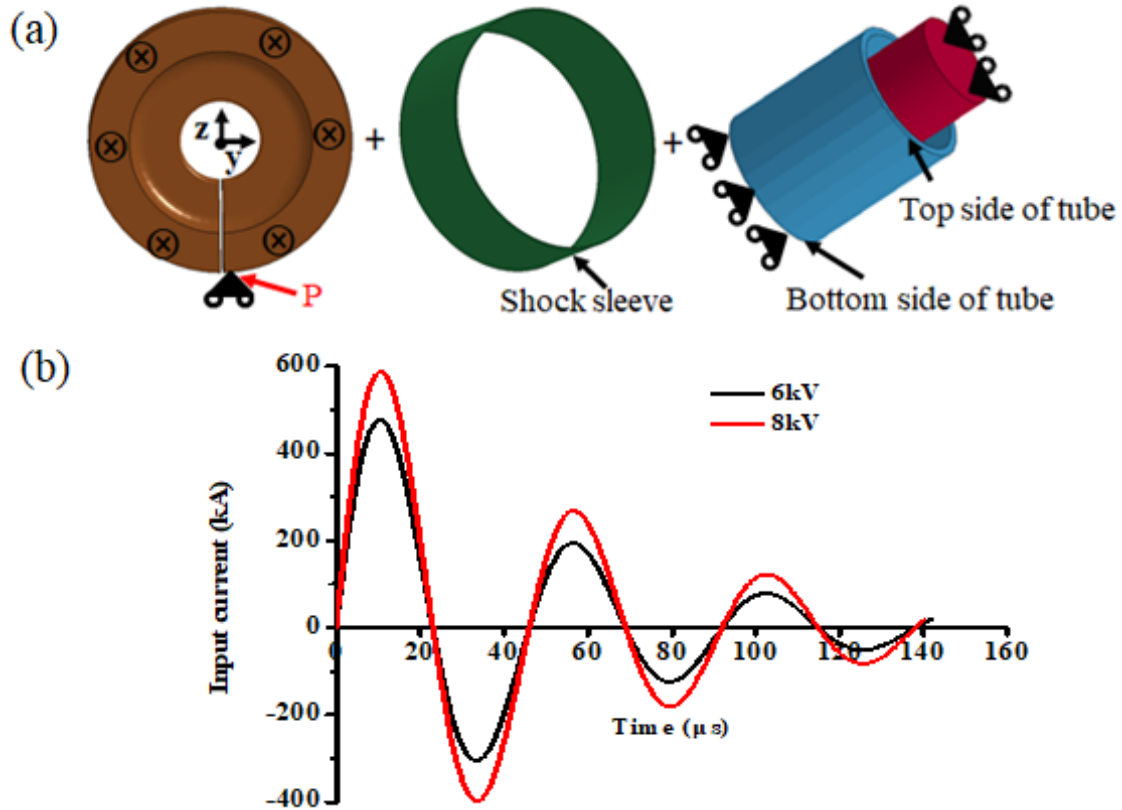 (a)
z
y
+
+
P
Shock sleeve
Top side of tube
Bottom side of tube
(b)
600
400
200
0
-200
-400
Input current (kA)
6kV
8kV
0 20 40 60 80 100 120 140 160
Time (μs)